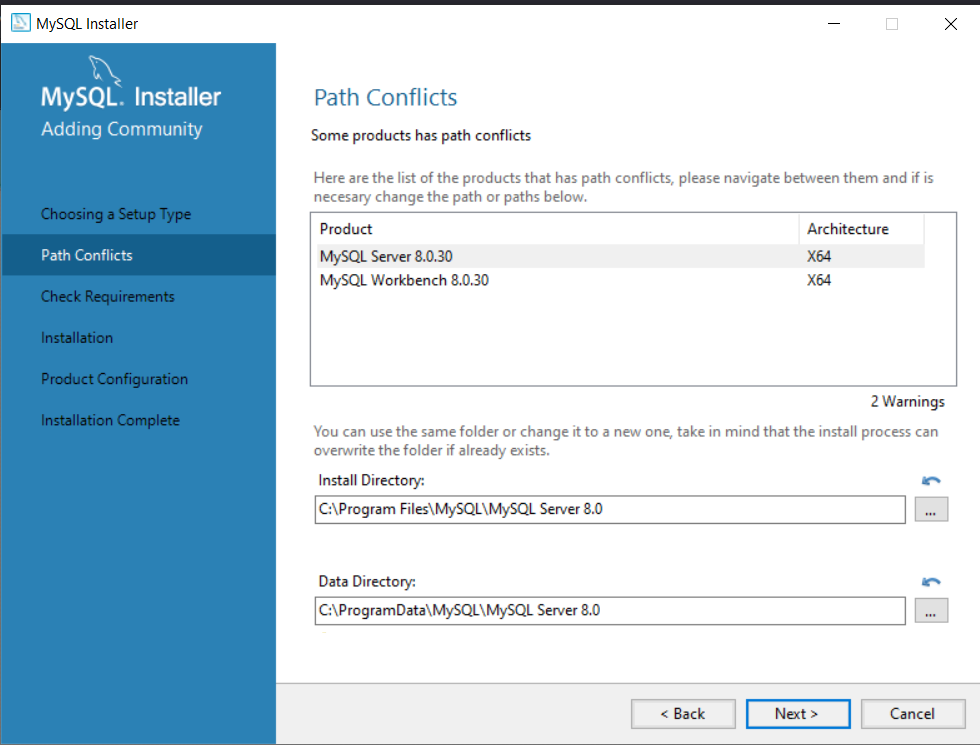 MySQL Installer
MySQL. Installer
Adding Community
Choosing a Setup Type
Path Conflicts
Check Requirements
Installation
Product Configuration
Installation Complete
Path Conflicts
Some products has path conflicts
Here are the list of the products that has path conflicts, please navigate between them and if is
necesary change the path or paths below.
Product Architecture
MySQL Server 8.0.30 X64
MySQL Workbench 8.0.30 X64
2 Warnings
You can use the same folder or change it to a new one, take in mind that the install process can
overwrite the folder if already exists.
Install Directory:
C:\Program Files\MySQL\MySQL Server 8.0
...
Data Directory:
C:\ProgramData\MySQL\MySQL Server 8.0
...
< Back Next > Cancel